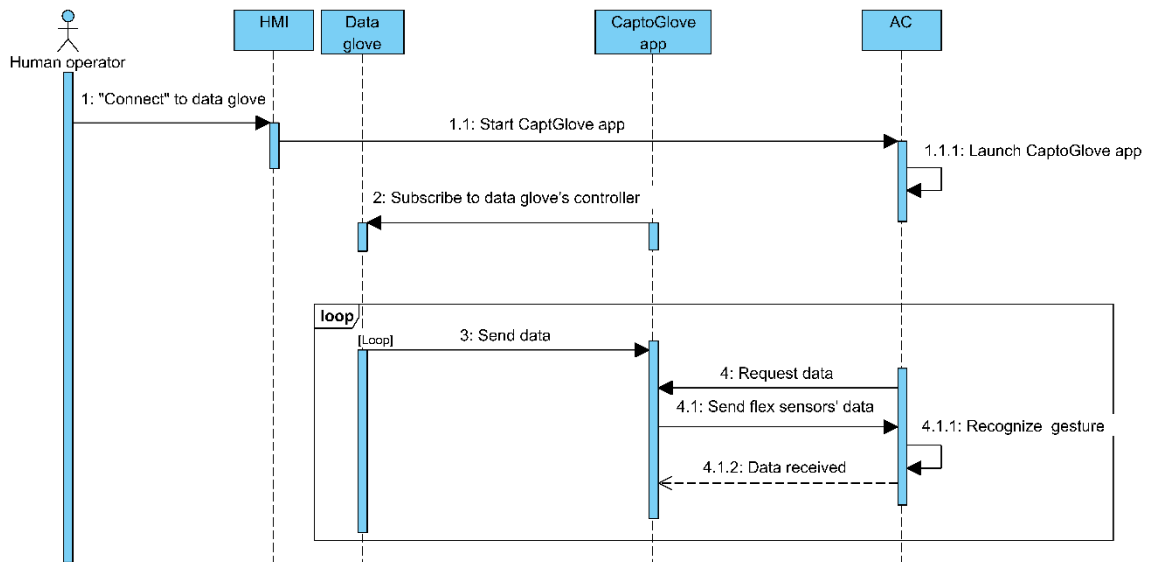 HMI
Data
glove
CaptoGlove
app
AC
Human operator
1: "Connect" to data glove
1.1: Start CaptGlove app
1.1.1: Launch CaptoGlove app
2: Subscribe to data glove's controller
loop
[Loop]
3: Send data
4: Request data
4.1: Send flex sensors' data
4.1.1: Recognize gesture
4.1.2: Data received